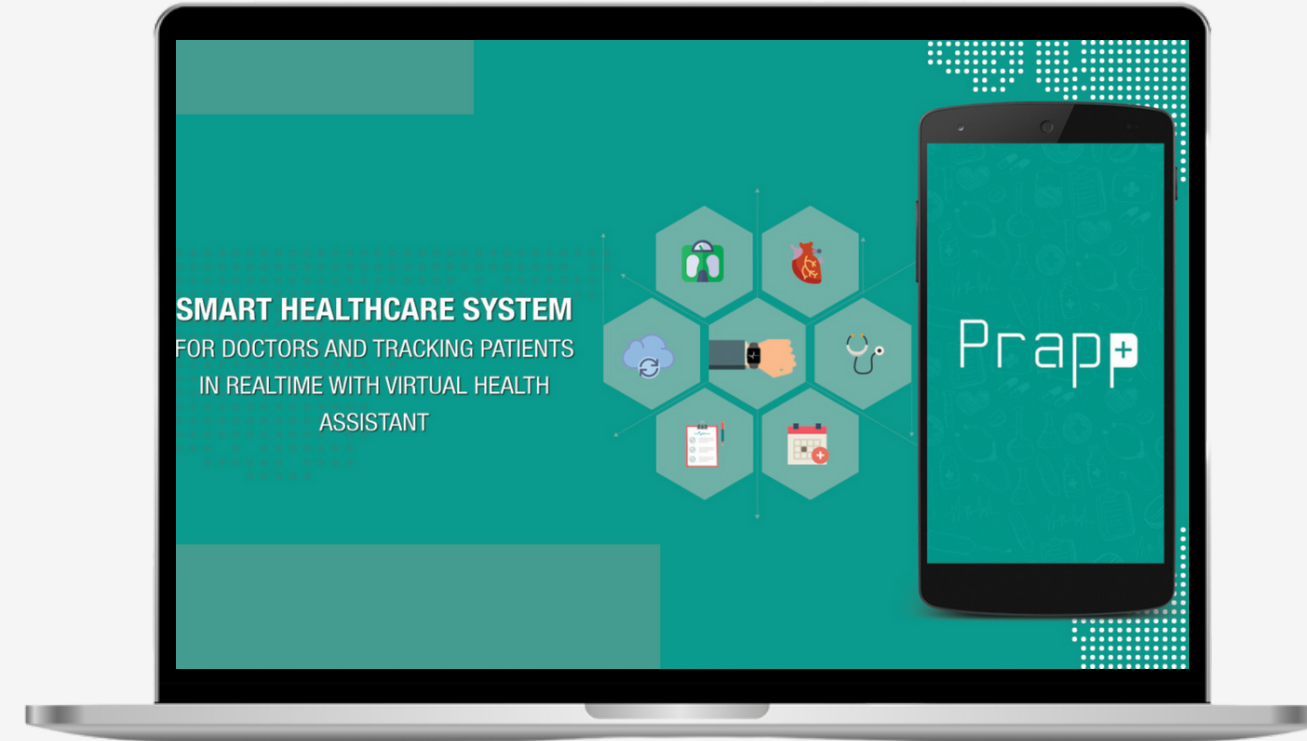 SMART HEALTHCARE SYSTEM
FOR DOCTORS AND TRACKING PATIENTS
IN REALTIME WITH VIRTUAL HEALTH
ASSISTANT
Prapp